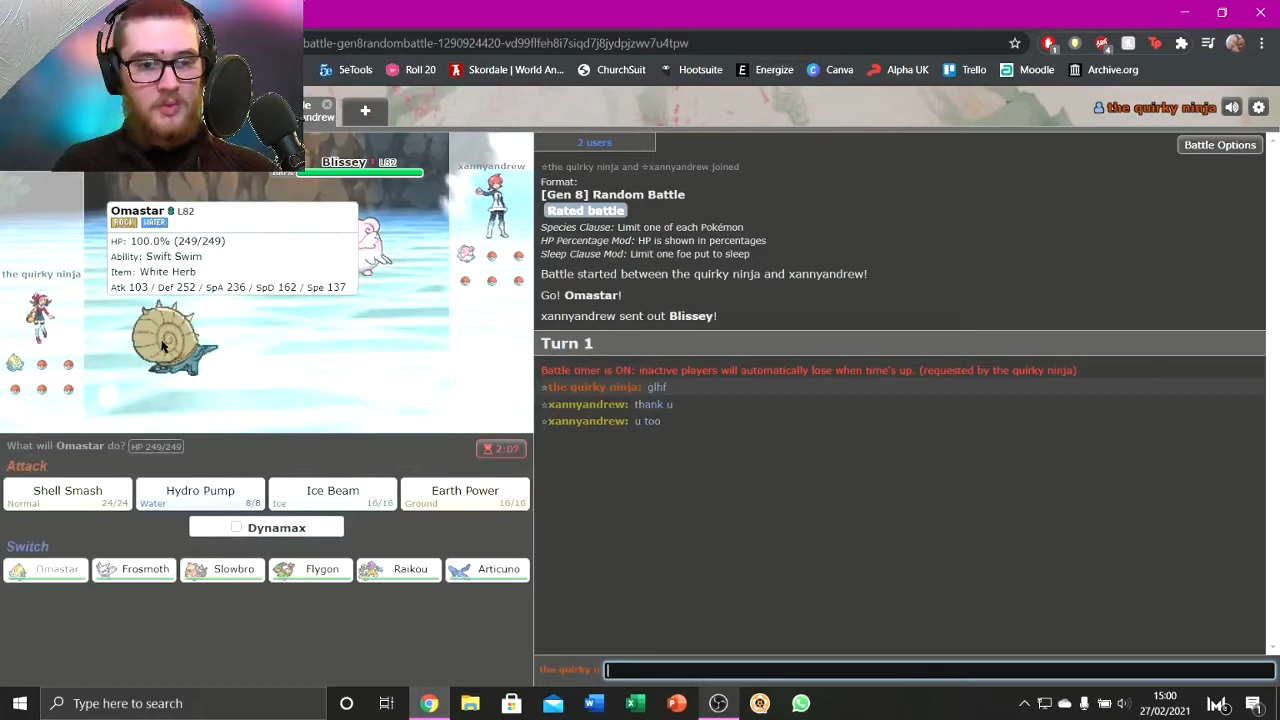 battle-gen8randombattle-1290924420-vd99flfeh8i7siqd7j8jydpjzwv7u4tpw
5eTools Roll 20 Skordale | World An... ChurchSuit Hootsuite Energize Canva Alpha UK Trello Moodle Archive.org
andrew
the quirky ninja
2 users
Battle Options
Blissey L82
100%
xannyandrew
Omastar L82
ROCK WATER
HP: 100.0% (249/249)
Ability: Swift Swim
Item: White Herb
Atk 103 / Def 252 / SpA 236 / SpD 162 / Spe 137
the quirky ninja
☆the quirky ninja and ☆xannyandrew joined
Format:
[Gen 8] Random Battle
Rated battle
Species Clause: Limit one of each Pokémon
HP Percentage Mod: HP is shown in percentages
Sleep Clause Mod: Limit one foe put to sleep
Battle started between the quirky ninja and xannyandrew!
Go! Omastar!
xannyandrew sent out Blissey!
Turn 1
Battle timer is ON: inactive players will automatically lose when time's up. (requested by the quirky ninja)
☆the quirky ninja: glhf
☆xannyandrew: thank u
☆xannyandrew: u too
What will Omastar do? HP 249/249
2:07
Attack
Shell Smash Hydro Pump Ice Beam Earth Power
Normal 24/24 Water 8/8 Ice 16/16 Ground 16/16
Dynamax
Switch
Omastar Frosmoth Slowbro Flygon Raikou Articuno
the quirky n
Type here to search
15:00
27/02/2021